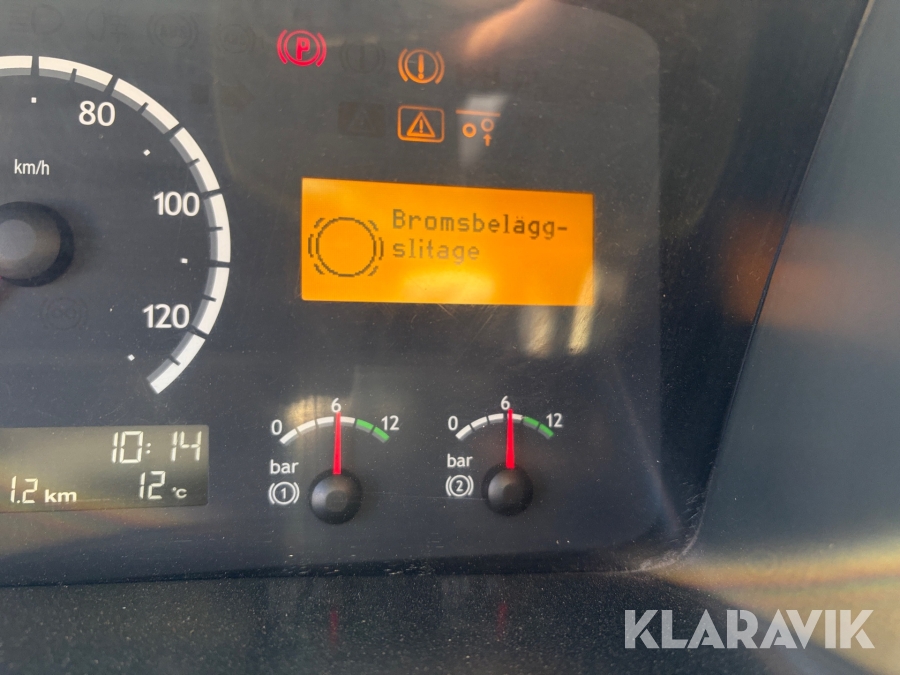 P
80
km/h
100
120
Bromsbelägg-
slitage
0 6 12
bar
1
0 6 12
bar
2
10:14
1.2 km 12 °C
KLARAVIK